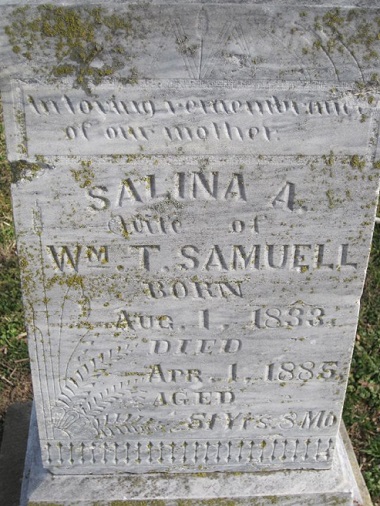 In loving remembrance
of our mother.
SALINA A.
Wife of
WM. T. SAMUELL
BORN
AUG. 1, 1833.
DIED
APR. 1, 1885
AGED
51 Yrs. 8 Mo